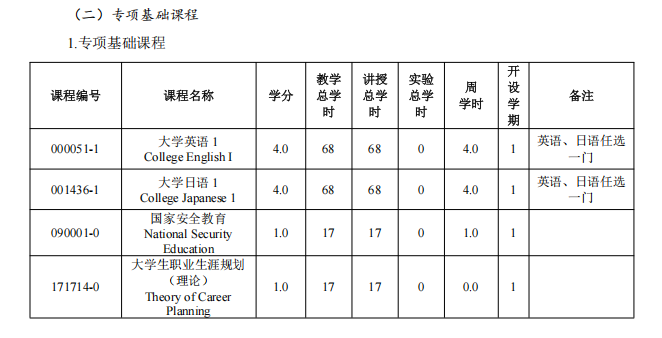 （二）专项基础课程
1.专项基础课程
课程编号 课程名称 学分 教学总学时 讲授总学时 实验总学时 周学时 开设学期 备注
000051-1 大学英语 1 College English I 4.0 68 68 0 4.0 1 英语、日语任选一门
001436-1 大学日语 1 College Japanese 1 4.0 68 68 0 4.0 1 英语、日语任选一门
090001-0 国家安全教育 National Security Education 1.0 17 17 0 1.0 1
171714-0 大学生职业生涯规划（理论） Theory of Career Planning 1.0 17 17 0 0.0 1